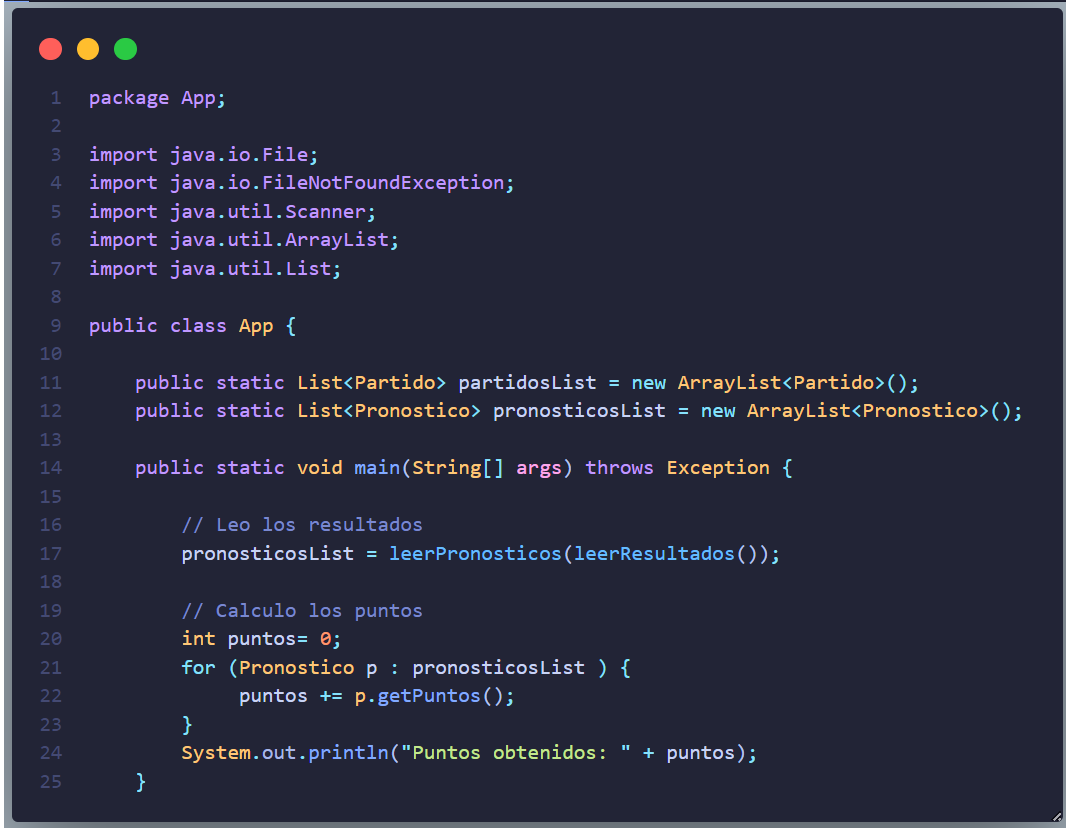 1 package App;
2
3 import java.io.File;
4 import java.io.FileNotFoundException;
5 import java.util.Scanner;
6 import java.util.ArrayList;
7 import java.util.List;
8
9 public class App {
10
11     public static List<Partido> partidosList = new ArrayList<Partido>();
12     public static List<Pronostico> pronosticosList = new ArrayList<Pronostico>();
13
14     public static void main(String[] args) throws Exception {
15
16         // Leo los resultados
17         pronosticosList = leerPronosticos(leerResultados());
18
19         // Calculo los puntos
20         int puntos= 0;
21         for (Pronostico p : pronosticosList ) {
22              puntos += p.getPuntos();
23         }
24         System.out.println("Puntos obtenidos: " + puntos);
25     }